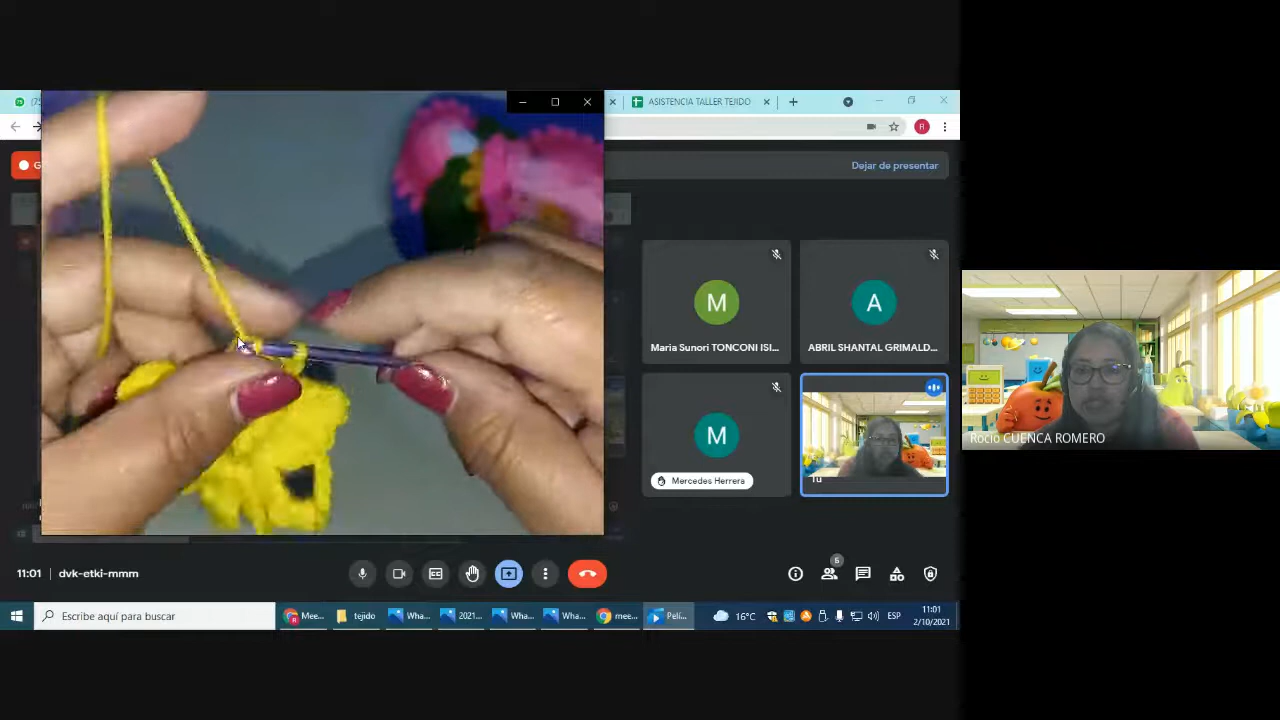 ASISTENCIA TALLER TEJIDO
Dejar de presentar
M
A
Maria Sunori TONCONI ISI...
ABRIL SHANTAL GRIMALD...
M
Mercedes Herrera
Tú
Rocio CUENCA ROMERO
11:01
dvk-etki-mmm
5
Escribe aquí para buscar
Mee...
tejido
Wha...
2021...
Wha...
Wha...
mee...
Pelí...
16°C
ESP
11:01
2/10/2021